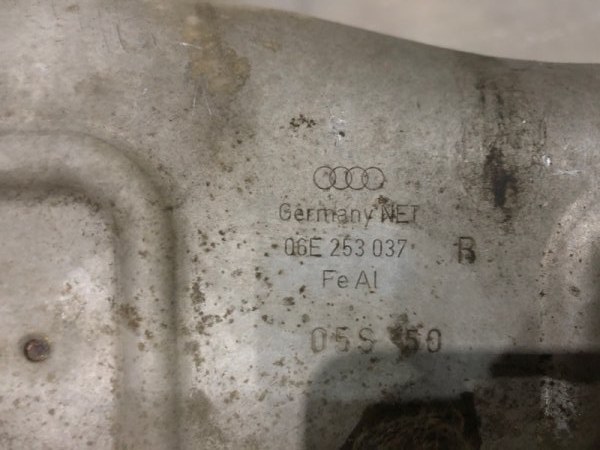 Germany NET
06E 253 037 B
Fe Al